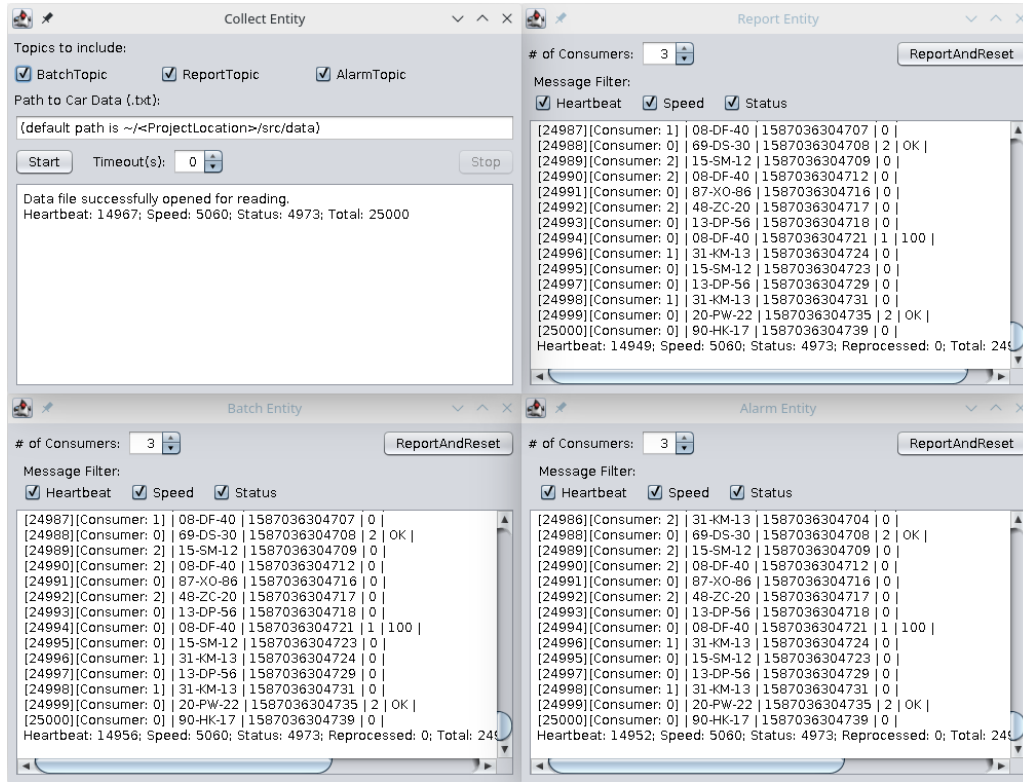 Collect Entity
Topics to include:
BatchTopic ReportTopic AlarmTopic
Path to Car Data (.txt):
(default path is ~/<ProjectLocation>/src/data)
Start Timeout(s): 0 Stop
Data file successfully opened for reading.
Heartbeat: 14967; Speed: 5060; Status: 4973; Total: 25000
Report Entity
# of Consumers: 3 ReportAndReset
Message Filter:
Heartbeat Speed Status
[24987][Consumer: 1] | 08-DF-40 | 1587036304707 | 0 |
[24988][Consumer: 0] | 69-DS-30 | 1587036304708 | 2 | OK |
[24989][Consumer: 2] | 15-SM-12 | 1587036304709 | 0 |
[24990][Consumer: 2] | 08-DF-40 | 1587036304712 | 0 |
[24991][Consumer: 0] | 87-XO-86 | 1587036304716 | 0 |
[24992][Consumer: 2] | 48-ZC-20 | 1587036304717 | 0 |
[24993][Consumer: 0] | 13-DP-56 | 1587036304718 | 0 |
[24994][Consumer: 0] | 08-DF-40 | 1587036304721 | 1 | 100 |
[24996][Consumer: 1] | 31-KM-13 | 1587036304724 | 0 |
[24995][Consumer: 0] | 15-SM-12 | 1587036304723 | 0 |
[24997][Consumer: 0] | 13-DP-56 | 1587036304729 | 0 |
[24998][Consumer: 1] | 31-KM-13 | 1587036304731 | 0 |
[24999][Consumer: 0] | 20-PW-22 | 1587036304735 | 2 | OK |
[25000][Consumer: 0] | 90-HK-17 | 1587036304739 | 0 |
Heartbeat: 14949; Speed: 5060; Status: 4973; Reprocessed: 0; Total: 249
Batch Entity
# of Consumers: 3 ReportAndReset
Message Filter:
Heartbeat Speed Status
[24987][Consumer: 1] | 08-DF-40 | 1587036304707 | 0 |
[24988][Consumer: 0] | 69-DS-30 | 1587036304708 | 2 | OK |
[24989][Consumer: 2] | 15-SM-12 | 1587036304709 | 0 |
[24990][Consumer: 2] | 08-DF-40 | 1587036304712 | 0 |
[24991][Consumer: 0] | 87-XO-86 | 1587036304716 | 0 |
[24992][Consumer: 2] | 48-ZC-20 | 1587036304717 | 0 |
[24993][Consumer: 0] | 13-DP-56 | 1587036304718 | 0 |
[24994][Consumer: 0] | 08-DF-40 | 1587036304721 | 1 | 100 |
[24995][Consumer: 0] | 15-SM-12 | 1587036304723 | 0 |
[24996][Consumer: 1] | 31-KM-13 | 1587036304724 | 0 |
[24997][Consumer: 0] | 13-DP-56 | 1587036304729 | 0 |
[24998][Consumer: 1] | 31-KM-13 | 1587036304731 | 0 |
[24999][Consumer: 0] | 20-PW-22 | 1587036304735 | 2 | OK |
[25000][Consumer: 0] | 90-HK-17 | 1587036304739 | 0 |
Heartbeat: 14956; Speed: 5060; Status: 4973; Reprocessed: 0; Total: 249
Alarm Entity
# of Consumers: 3 ReportAndReset
Message Filter:
Heartbeat Speed Status
[24986][Consumer: 2] | 31-KM-13 | 1587036304704 | 0 |
[24988][Consumer: 0] | 69-DS-30 | 1587036304708 | 2 | OK |
[24989][Consumer: 2] | 15-SM-12 | 1587036304709 | 0 |
[24990][Consumer: 2] | 08-DF-40 | 1587036304712 | 0 |
[24991][Consumer: 0] | 87-XO-86 | 1587036304716 | 0 |
[24992][Consumer: 2] | 48-ZC-20 | 1587036304717 | 0 |
[24993][Consumer: 0] | 13-DP-56 | 1587036304718 | 0 |
[24994][Consumer: 0] | 08-DF-40 | 1587036304721 | 1 | 100 |
[24996][Consumer: 1] | 31-KM-13 | 1587036304724 | 0 |
[24995][Consumer: 0] | 15-SM-12 | 1587036304723 | 0 |
[24997][Consumer: 0] | 13-DP-56 | 1587036304729 | 0 |
[24998][Consumer: 1] | 31-KM-13 | 1587036304731 | 0 |
[24999][Consumer: 0] | 20-PW-22 | 1587036304735 | 2 | OK |
[25000][Consumer: 0] | 90-HK-17 | 1587036304739 | 0 |
Heartbeat: 14952; Speed: 5060; Status: 4973; Reprocessed: 0; Total: 249